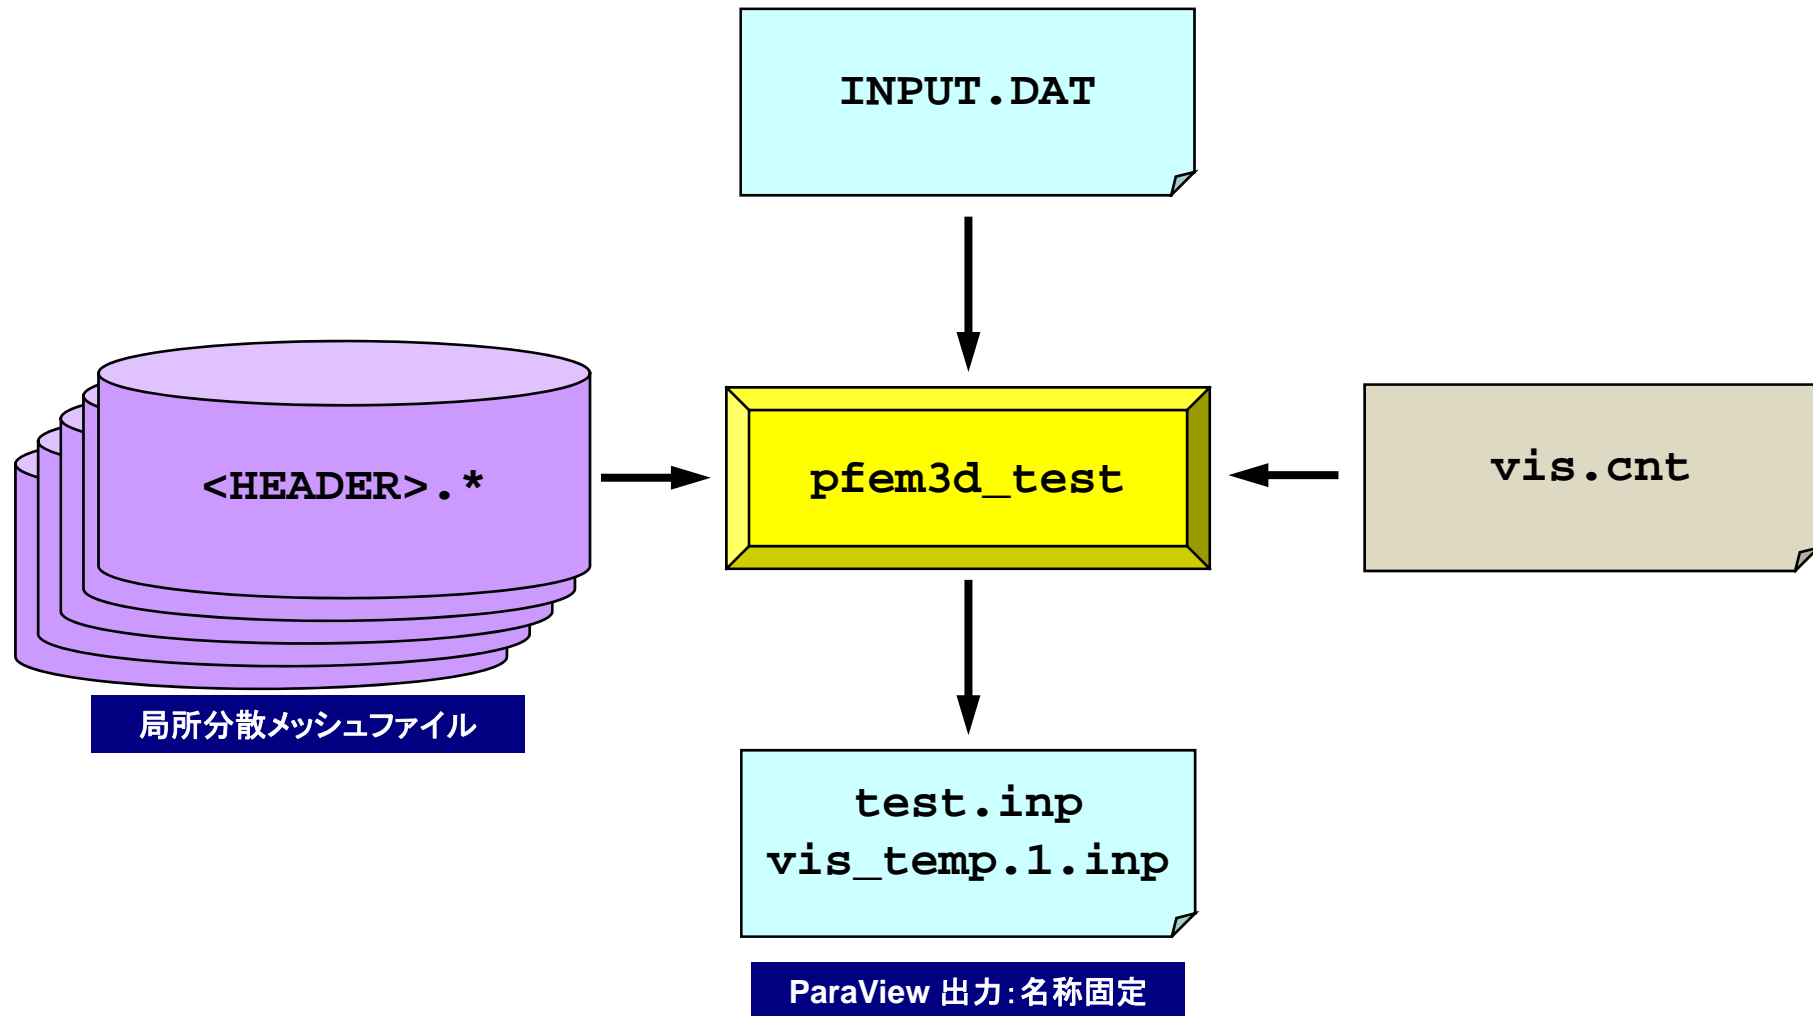 INPUT.DAT
<HEADER>.*
pfem3d_test
vis.cnt
局所分散メッシュファイル
test.inp
vis_temp.1.inp
ParaView 出力:名称固定